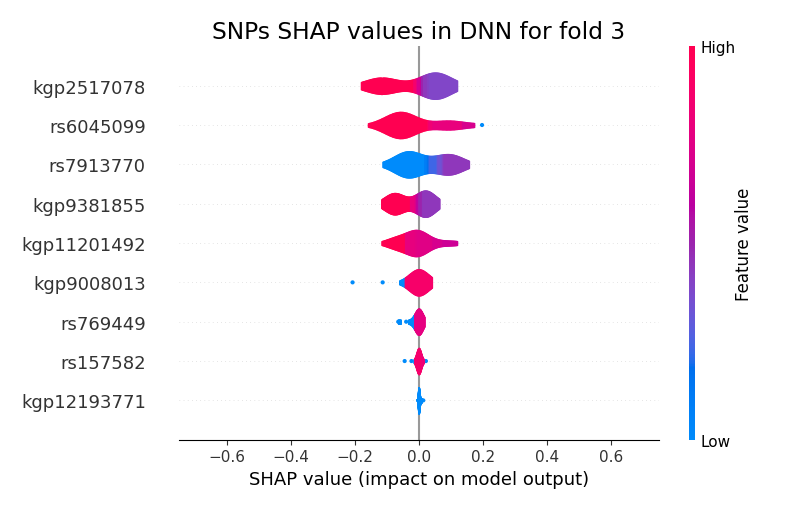 SNPs SHAP values in DNN for fold 3
High
kgp2517078
rs6045099
rs7913770
kgp9381855
kgp11201492
kgp9008013
rs769449
rs157582
kgp12193771
Feature value
Low
−0.6 −0.4 −0.2 0.0 0.2 0.4 0.6
SHAP value (impact on model output)